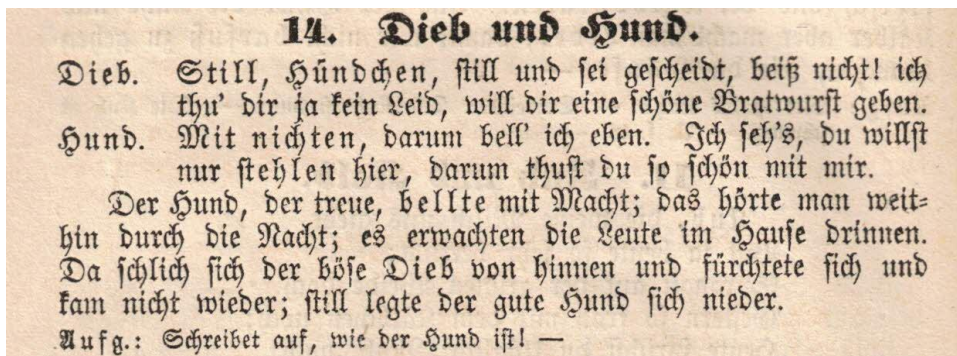 14. Dieb und Hund.
Dieb. Still, Hündchen, still und sei gescheidt, beiß nicht! ich
thu' dir ja kein Leid, will dir eine schöne Bratwurst geben.
Hund. Mit nichten, darum bell' ich eben. Ich seh's, du willst
nur stehlen hier, darum thust du so schön mit mir.
Der Hund, der treue, bellte mit Macht; das hörte man weit-
hin durch die Nacht; es erwachten die Leute im Hause drinnen.
Da schlich sich der böse Dieb von hinnen und fürchtete sich und
kam nicht wieder; still legte der gute Hund sich nieder.
Aufg.: Schreibet auf, wie der Hund ist! —